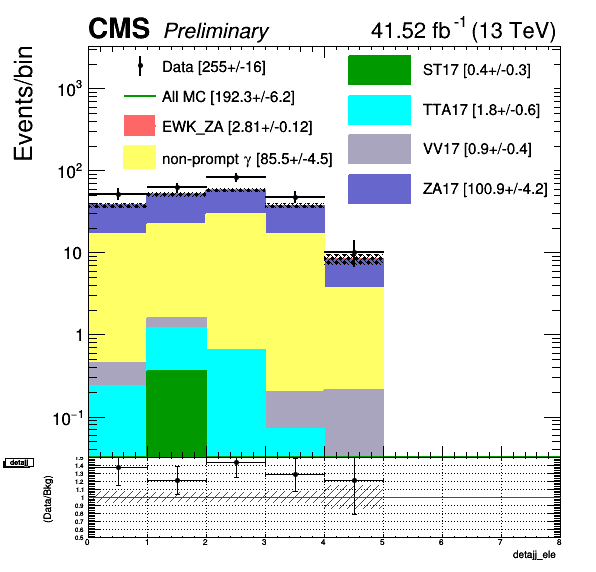 CMS Preliminary 41.52 fb⁻¹ (13 TeV)
Events/bin
Data [255+/-16]
All MC [192.3+/-6.2]
EWK_ZA [2.81+/-0.12]
non-prompt γ [85.5+/-4.5]
ST17 [0.4+/-0.3]
TTA17 [1.8+/-0.6]
VV17 [0.9+/-0.4]
ZA17 [100.9+/-4.2]
10³
10²
10
1
10⁻¹
detajj
(Data/Bkg)
1.5
1.4
1.3
1.2
1.1
1
0.9
0.8
0.7
0.6
0.5
0 1 2 3 4 5 6 7 8
detajj_ele